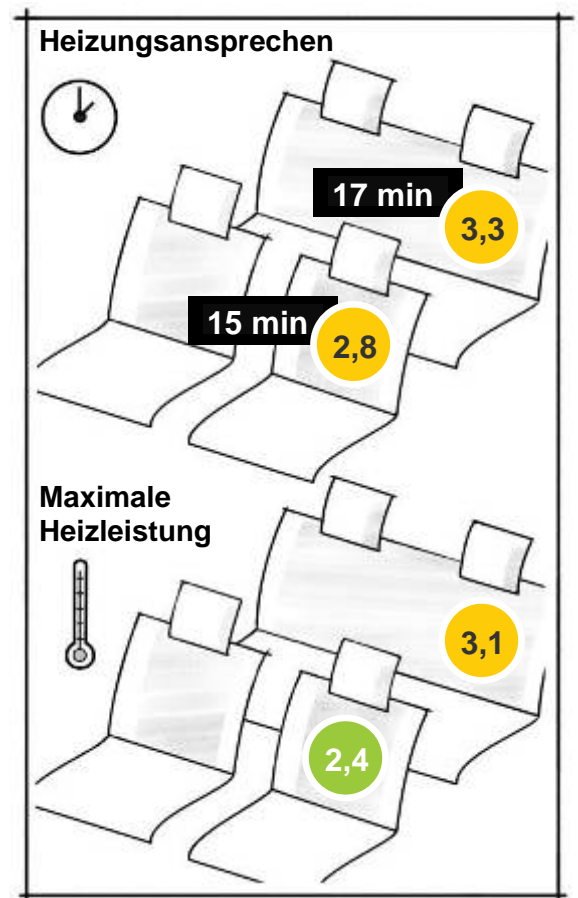 Heizungsansprechen
17 min
3,3
15 min
2,8
Maximale
Heizleistung
3,1
2,4